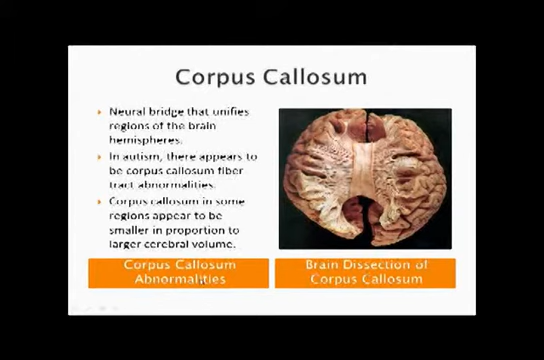 Corpus Callosum
Neural bridge that unifies
regions of the brain
hemispheres.
In autism, there appears to
be corpus callosum fiber
tract abnormalities.
Corpus callosum in some
regions appear to be
smaller in proportion to
larger cerebral volume.
Corpus Callosum
Abnormalities
Brain Dissection of
Corpus Callosum